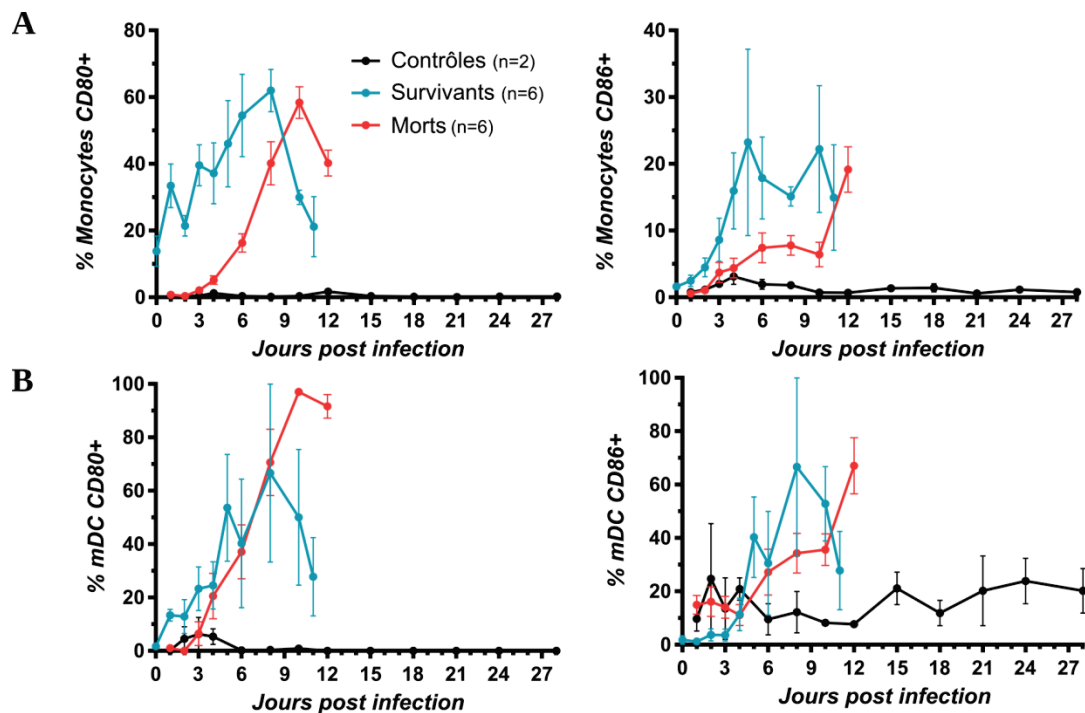 A
% Monocytes CD80+
80
60
40
20
0
0 3 6 9 12 15 18 21 24 27
Jours post infection
Contrôles (n=2)
Survivants (n=6)
Morts (n=6)
% Monocytes CD86+
40
30
20
10
0
0 3 6 9 12 15 18 21 24 27
Jours post infection
B
% mDC CD80+
100
80
60
40
20
0
0 3 6 9 12 15 18 21 24 27
Jours post infection
% mDC CD86+
100
80
60
40
20
0
0 3 6 9 12 15 18 21 24 27
Jours post infection